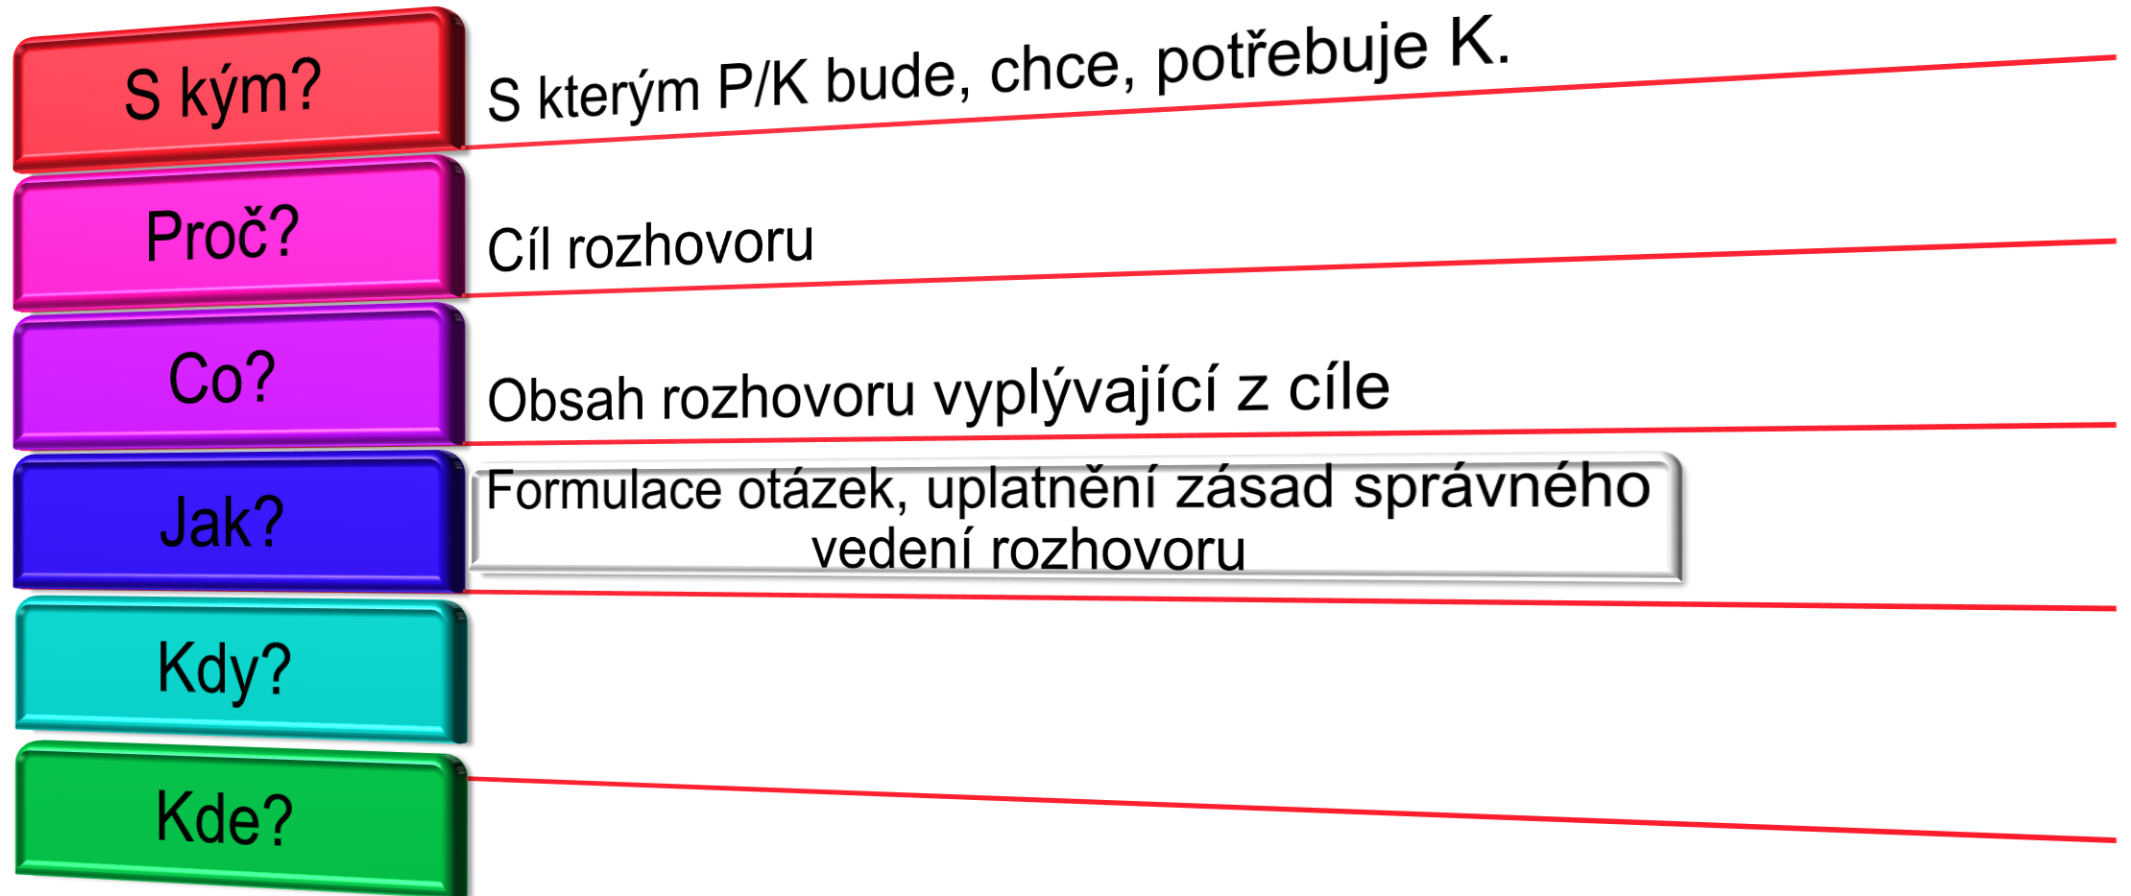 S kým?
S kterým P/K bude, chce, potřebuje K.
Proč?
Cíl rozhovoru
Co?
Obsah rozhovoru vyplývající z cíle
Jak?
Formulace otázek, uplatnění zásad správného
vedení rozhovoru
Kdy?
Kde?